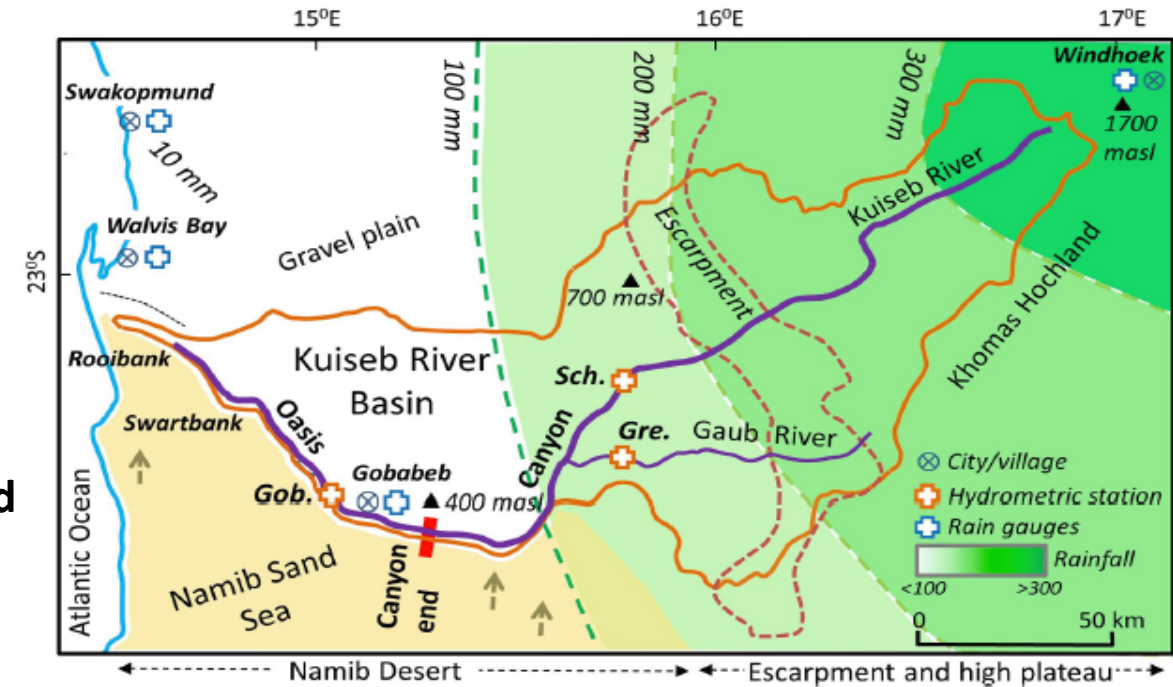 15⁰E
16⁰E
17⁰E
Windhoek
1700
masl
Swakopmund
10 mm
100 mm
200 mm
300 mm
Walvis Bay
Gravel plain
Escarpment
Kuiseb River
23⁰S
700 masl
Khomas Hochland
Rooibank
Kuiseb River
Basin
Sch.
Swartbank
Oasis
Canyon
Gre.
Gaub River
Gobabeb
Gob.
400 masl
d
Atlantic Ocean
Namib Sand
Sea
Canyon
end
City/village
Hydrometric station
Rain gauges
Rainfall
<100
>300
0
50 km
Namib Desert
Escarpment and high plateau